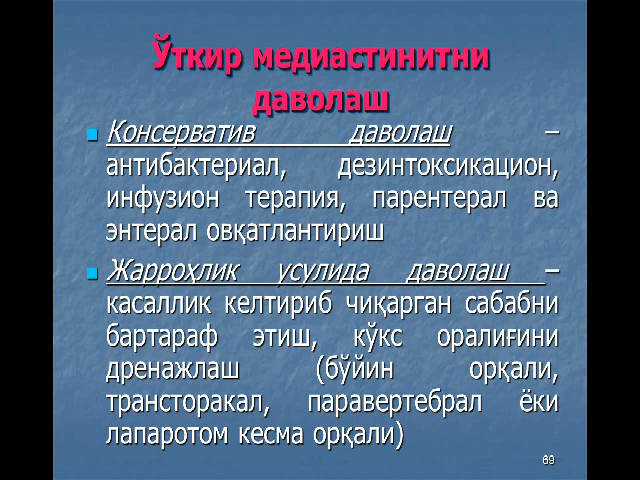 Ўткир медиастинитни
даволаш
Консерватив даволаш –
антибактериал, дезинтоксикацион,
инфузион терапия, парентерал ва
энтерал овқатлантириш
Жарроҳлик усулида даволаш –
касаллик келтириб чиқарган сабабни
бартараф этиш, кўкс оралиғини
дренажлаш (бўйин орқали,
трансторакал, паравертебрал ёки
лапаротом кесма орқали)
69